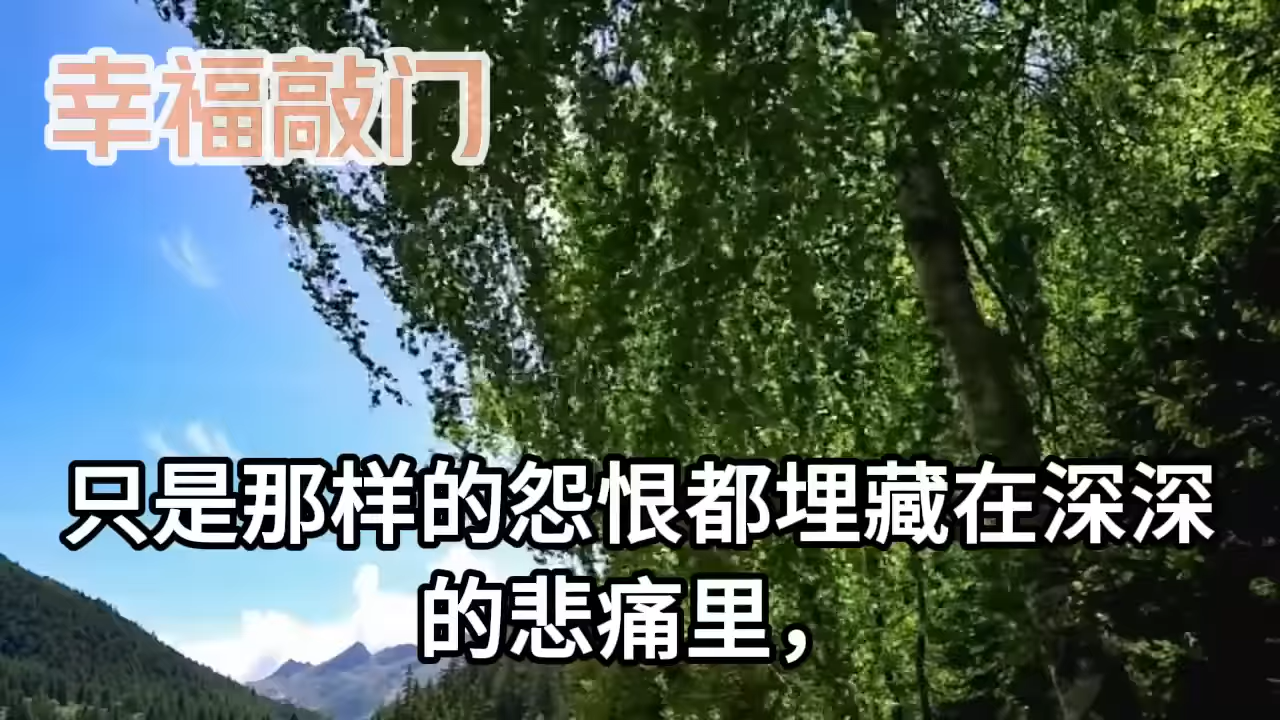 幸福敲门
只是那样的怨恨都埋藏在深深
的悲痛里，